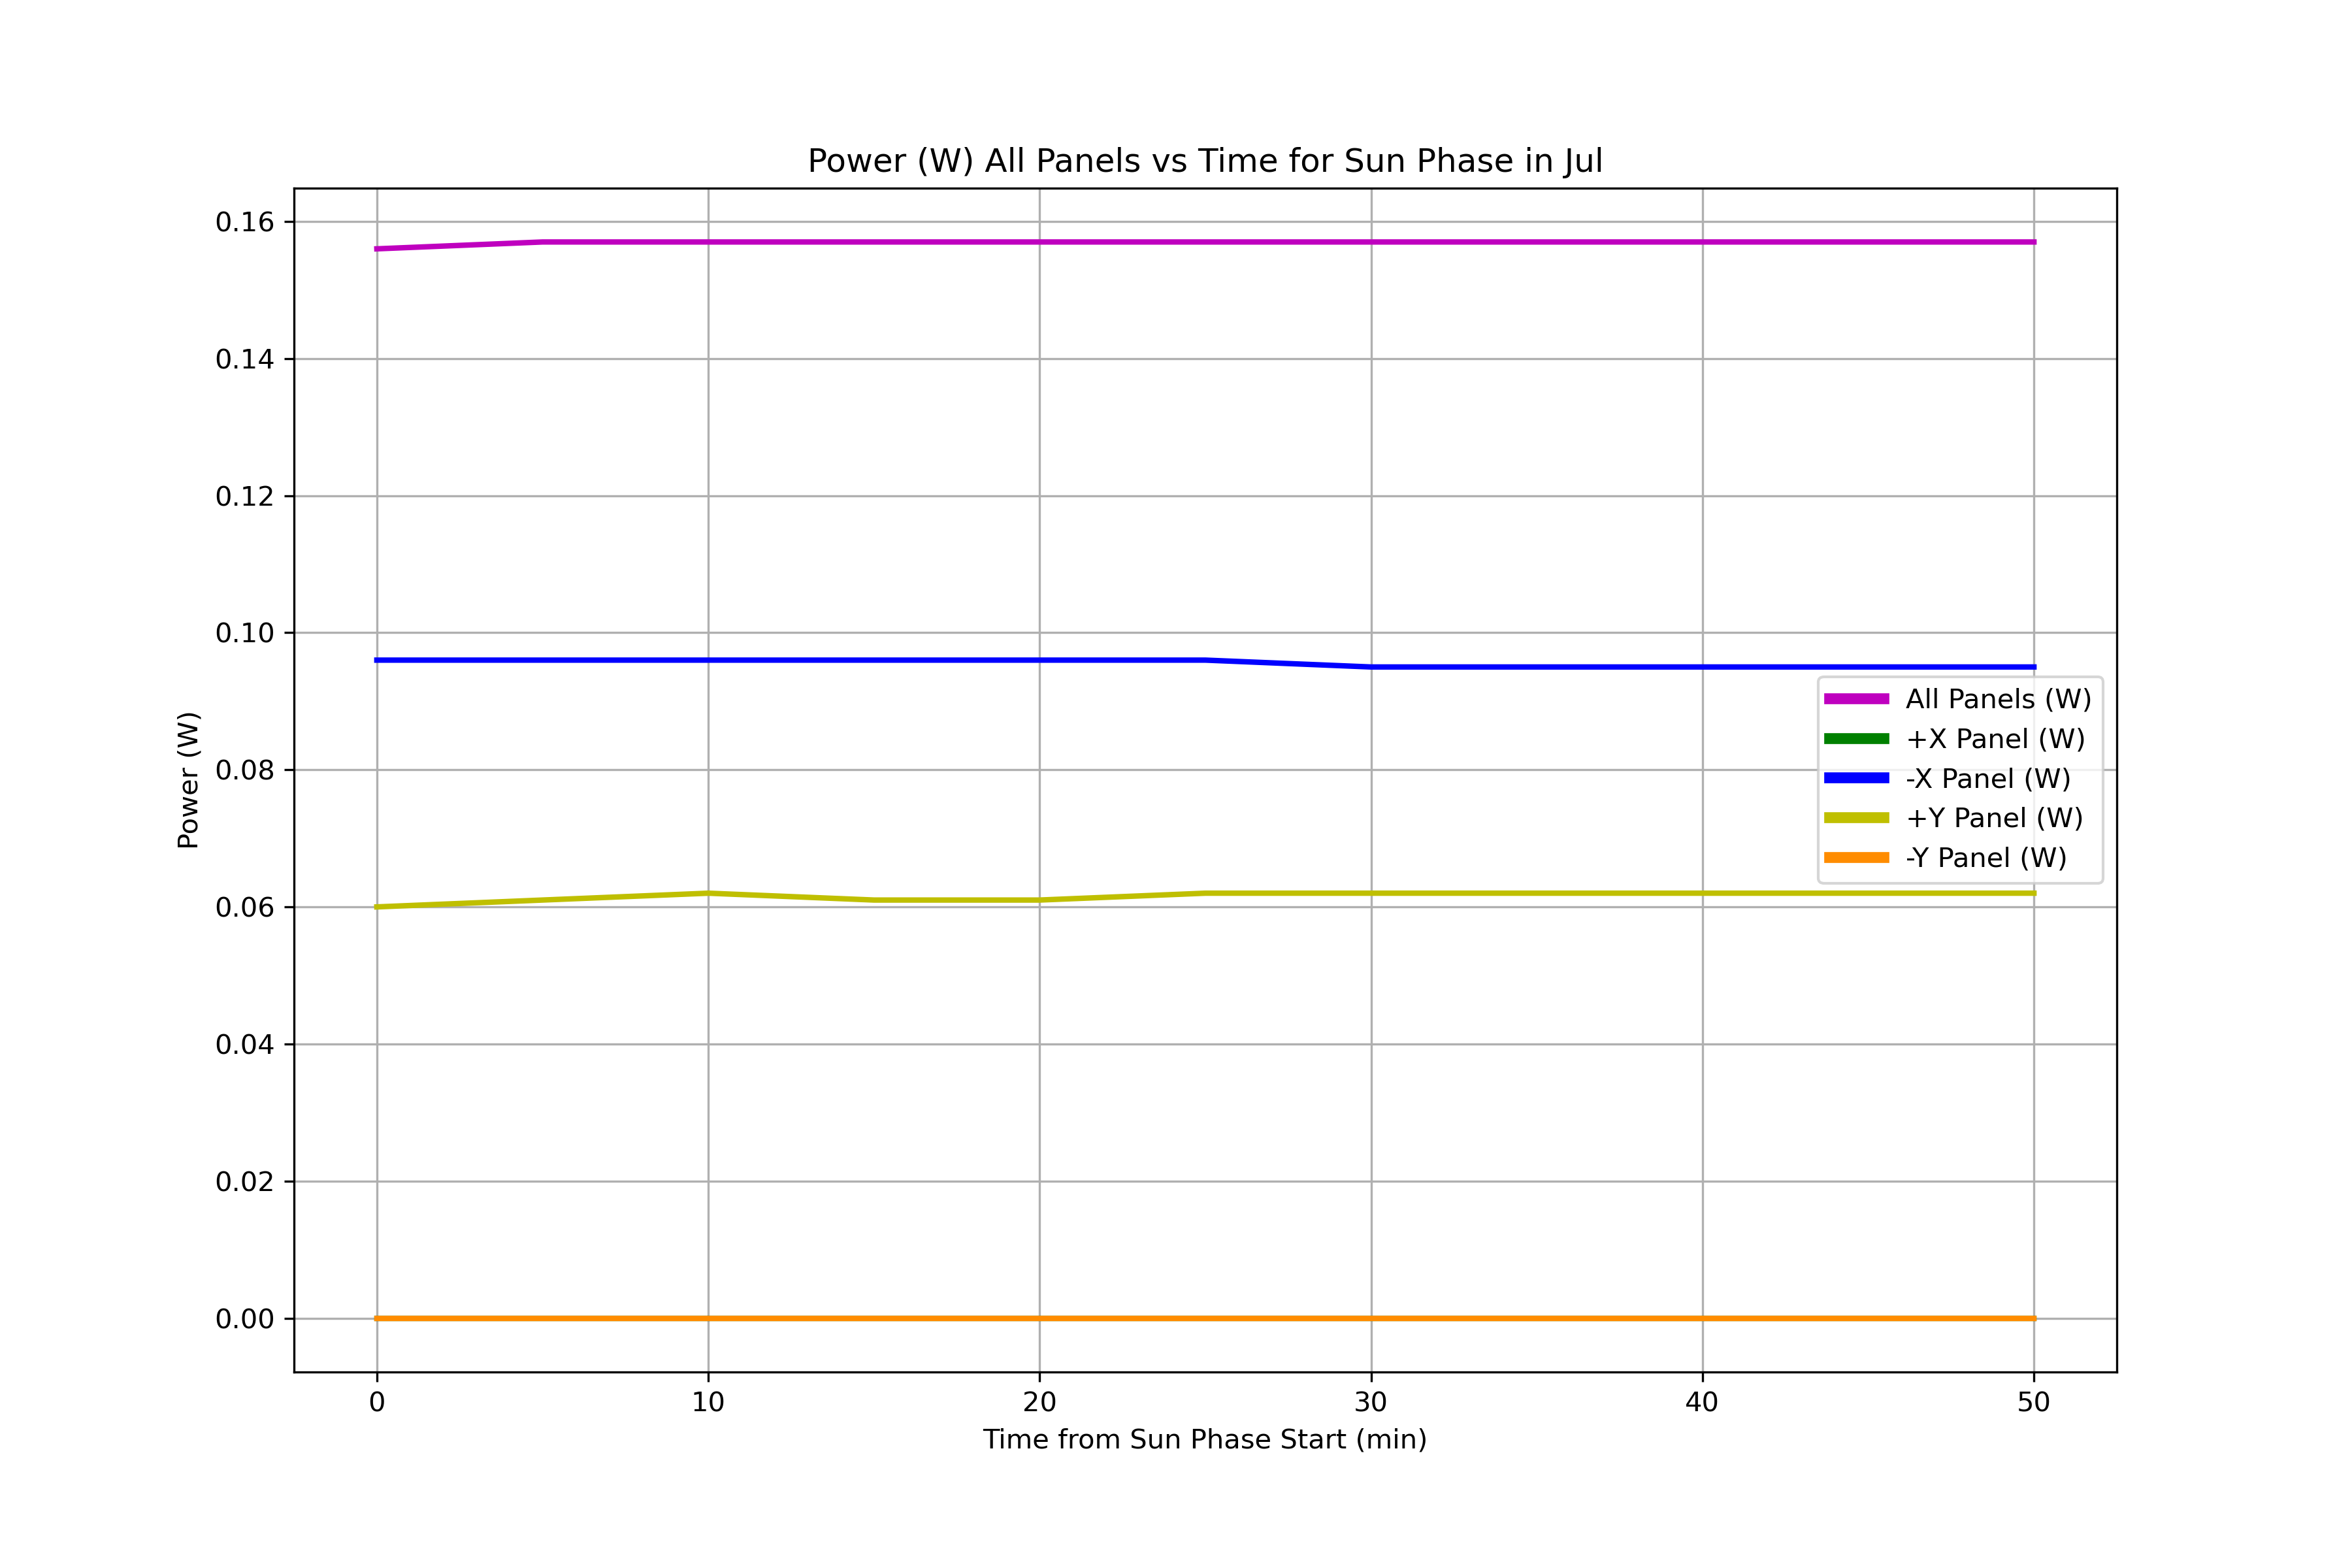 Power (W) All Panels vs Time for Sun Phase in Jul
0.16
0.14
0.12
0.10
0.08
0.06
0.04
0.02
0.00
Power (W)
All Panels (W)
+X Panel (W)
-X Panel (W)
+Y Panel (W)
-Y Panel (W)
0 10 20 30 40 50
Time from Sun Phase Start (min)